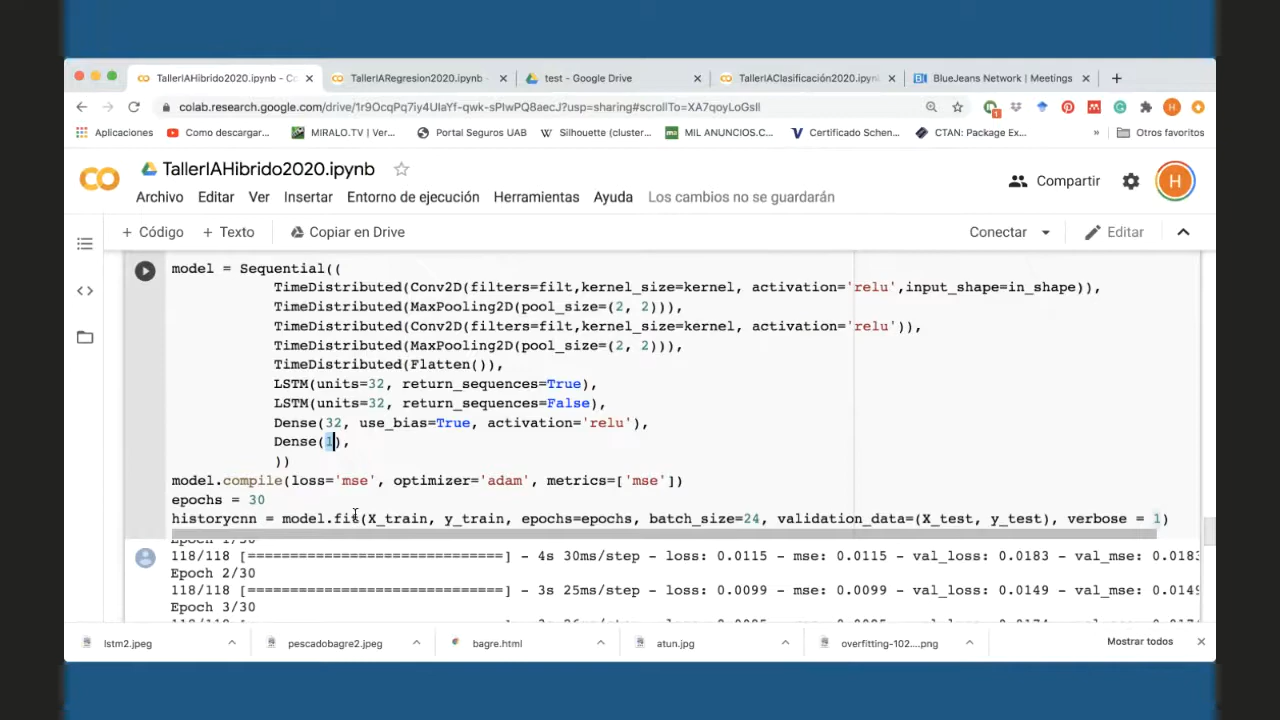 TallerIAHibrido2020.ipynb - Co
TallerIARegresion2020.ipynb -
test - Google Drive
TallerIAClasificación2020.ipynb
BlueJeans Network | Meetings
colab.research.google.com/drive/1r9OcqPq7iy4UIaYf-qwk-sPIwPQ8aecJ?usp=sharing#scrollTo=XA7qoyLoGslI
Aplicaciones
Como descargar...
MIRALO.TV | Ver...
Portal Seguros UAB
Silhouette (cluster...
MIL ANUNCIOS.C...
Certificado Schen...
CTAN: Package Ex...
»
Otros favoritos
TallerIAHibrido2020.ipynb
Compartir
H
Archivo Editar Ver Insertar Entorno de ejecución Herramientas Ayuda Los cambios no se guardarán
+ Código + Texto Copiar en Drive Conectar Editar
model = Sequential((
TimeDistributed(Conv2D(filters=filt,kernel_size=kernel, activation='relu',input_shape=in_shape)),
TimeDistributed(MaxPooling2D(pool_size=(2, 2))),
TimeDistributed(Conv2D(filters=filt,kernel_size=kernel, activation='relu')),
TimeDistributed(MaxPooling2D(pool_size=(2, 2))),
TimeDistributed(Flatten()),
LSTM(units=32, return_sequences=True),
LSTM(units=32, return_sequences=False),
Dense(32, use_bias=True, activation='relu'),
Dense(1),
))
model.compile(loss='mse', optimizer='adam', metrics=['mse'])
epochs = 30
historycnn = model.fit(X_train, y_train, epochs=epochs, batch_size=24, validation_data=(X_test, y_test), verbose = 1)
Epoch 1/30
118/118 [==============================] - 4s 30ms/step - loss: 0.0115 - mse: 0.0115 - val_loss: 0.0183 - val_mse: 0.0183
Epoch 2/30
118/118 [==============================] - 3s 25ms/step - loss: 0.0099 - mse: 0.0099 - val_loss: 0.0149 - val_mse: 0.0149
Epoch 3/30
lstm2.jpeg
pescadobagre2.jpeg
bagre.html
atun.jpg
overfitting-102....png
Mostrar todos